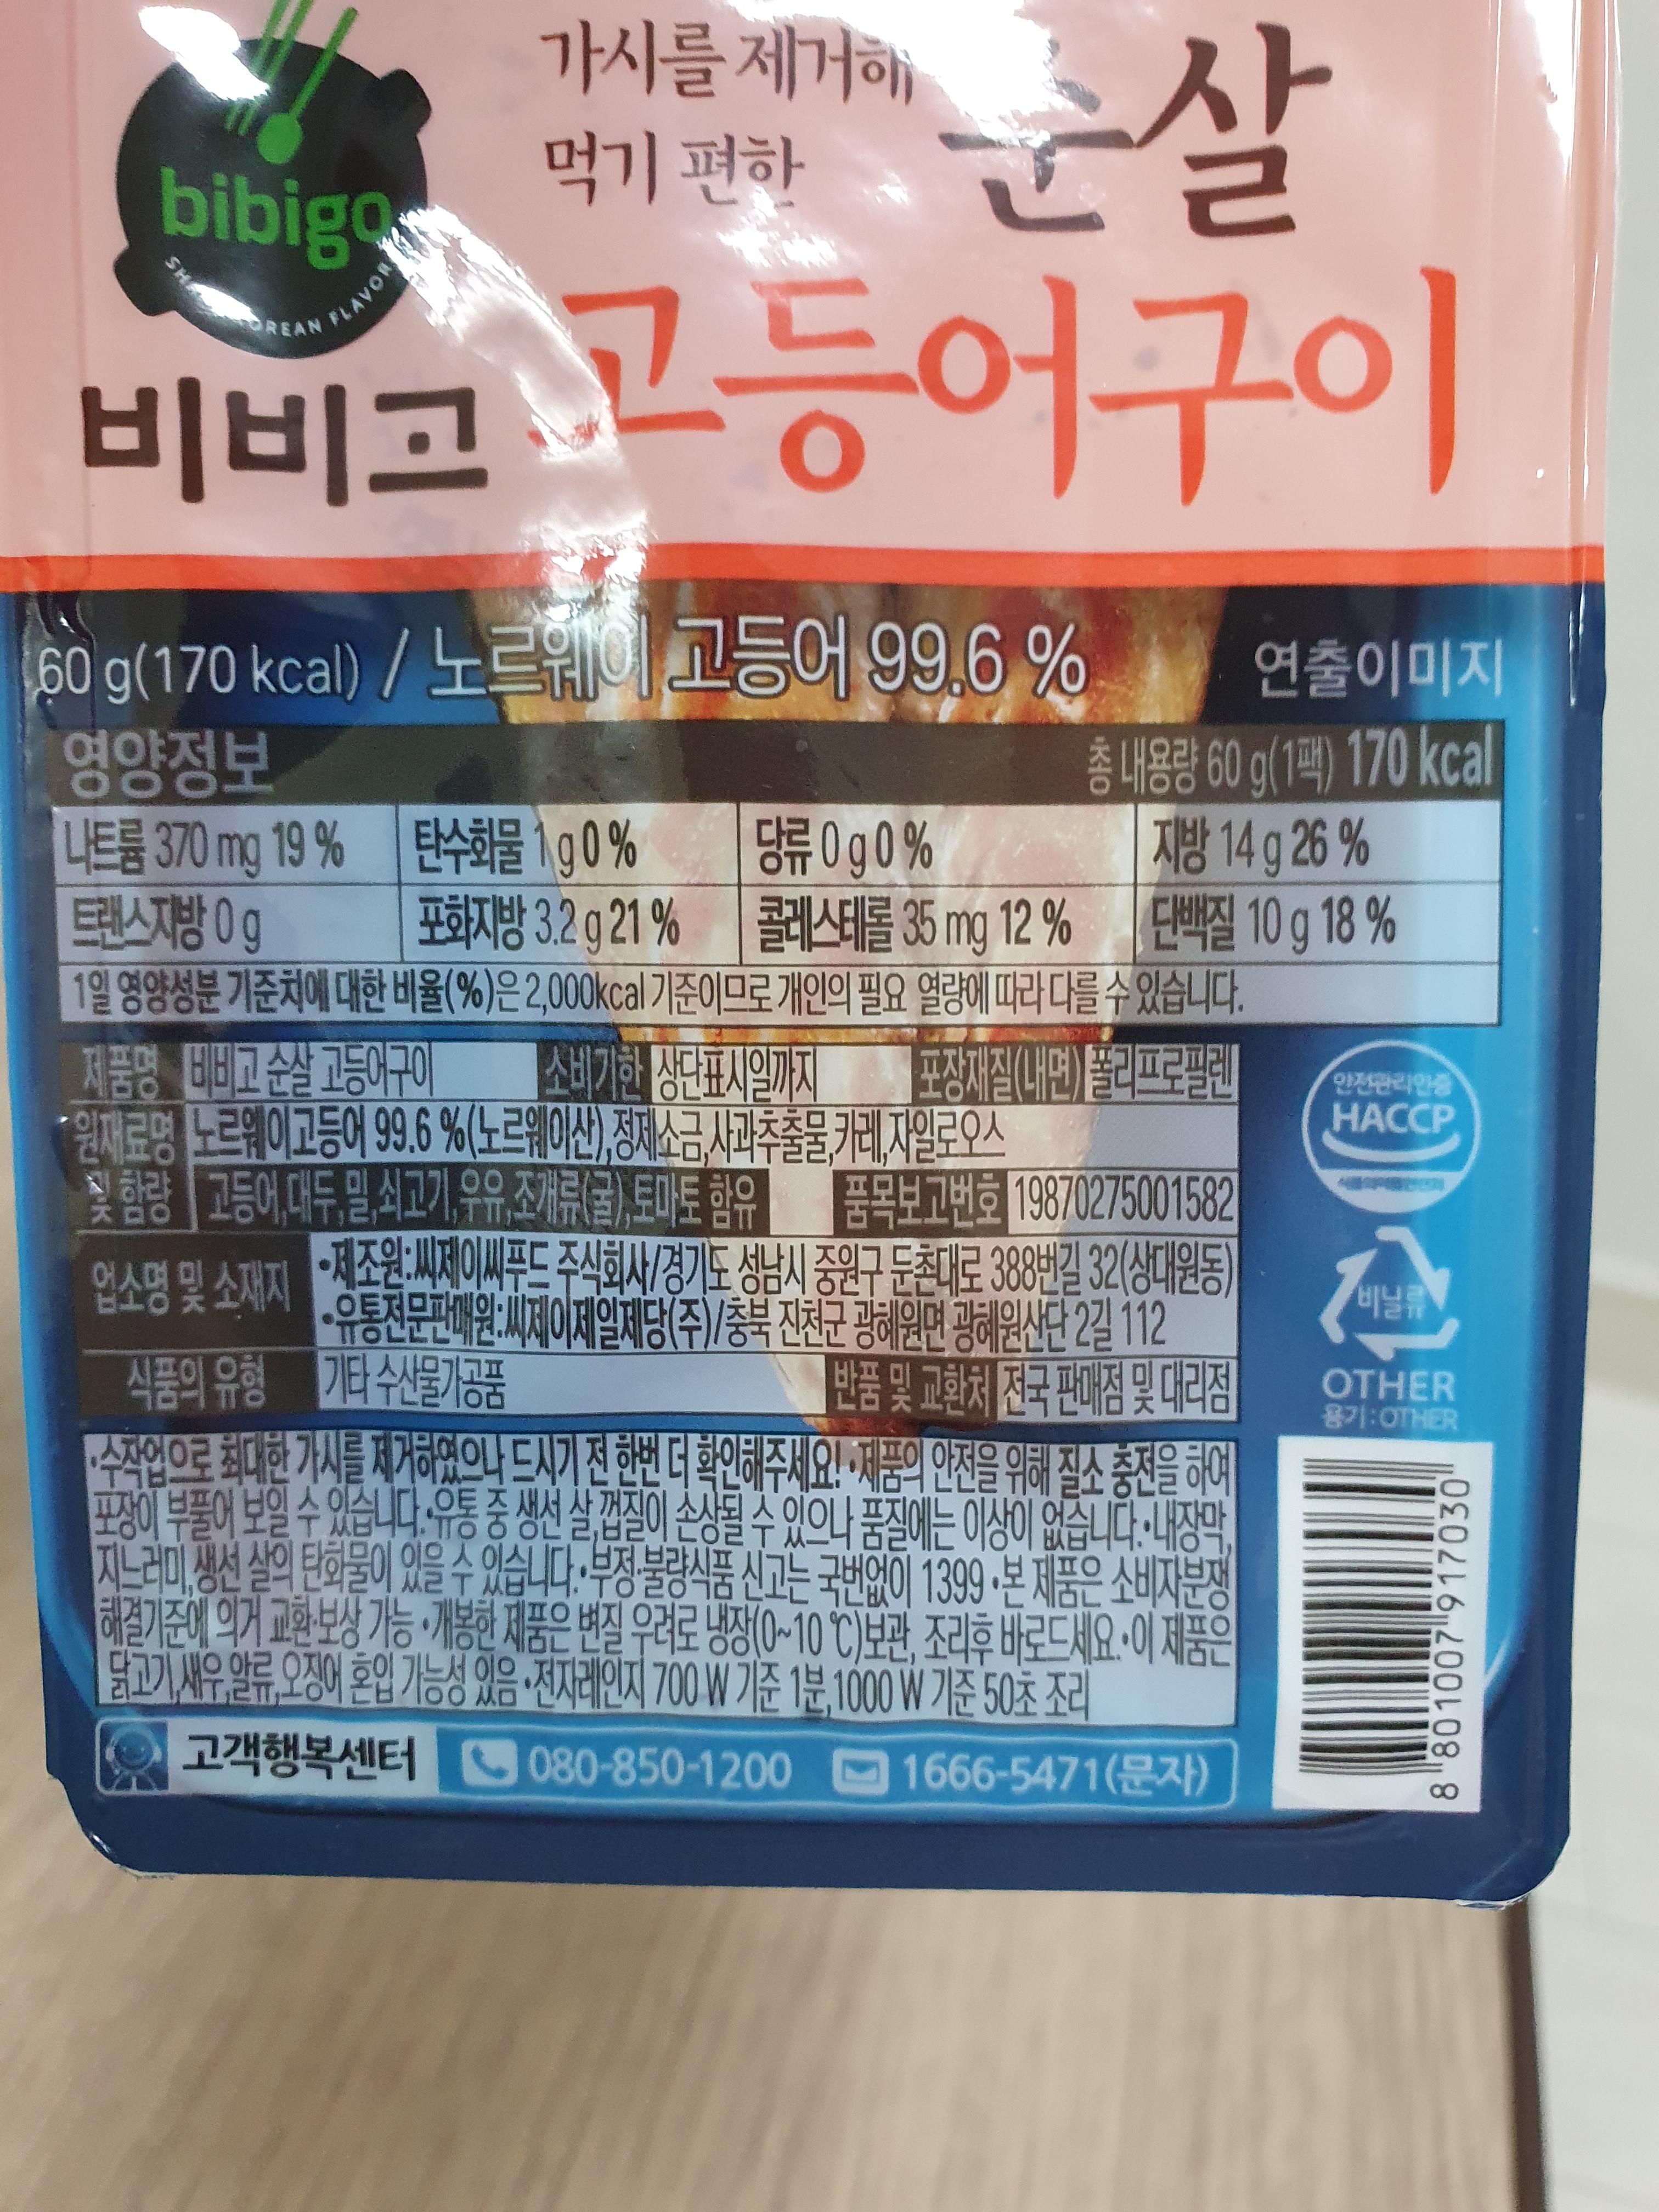 bibigo
KOREAN FLAVOR
비비고
가시를 제거해
먹기 편한
순살
고등어구이
60 g(170 kcal) / 노르웨이 고등어 99.6 % 연출이미지
영양정보 총 내용량 60 g(1팩) 170 kcal
나트륨 370 mg 19 % 탄수화물 1 g 0 % 당류 0 g 0 % 지방 14 g 26 %
트랜스지방 0 g 포화지방 3.2 g 21 % 콜레스테롤 35 mg 12 % 단백질 10 g 18 %
1일 영양성분 기준치에 대한 비율(%)은 2,000kcal 기준이므로 개인의 필요 열량에 따라 다를 수 있습니다.
제품명 비비고 순살 고등어구이 소비기한 상단표시일까지 포장재질(내면) 폴리프로필렌
원재료명 노르웨이고등어 99.6 %(노르웨이산),정제소금,사과추출물,카레,자일로오스
및 함량 고등어,대두,밀,쇠고기,우유,조개류(굴),토마토 함유 품목보고번호 19870275001582
업소명 및 소재지 •제조원:씨제이씨푸드 주식회사/경기도 성남시 중원구 둔촌대로 388번길 32(상대원동)
•유통전문판매원:씨제이제일제당(주)/충북 진천군 광혜원면 광혜원산단 2길 112
식품의 유형 기타 수산물가공품 반품 및 교환처 전국 판매점 및 대리점
•수작업으로 최대한 가시를 제거하였으나 드시기 전 한번 더 확인해주세요! •제품의 안전을 위해 질소 충전을 하여
포장이 부풀어 보일 수 있습니다.•유통 중 생선 살,껍질이 손상될 수 있으나 품질에는 이상이 없습니다.•내장막,
지느러미,생선 살의 탄화물이 있을 수 있습니다.•부정·불량식품 신고는 국번없이 1399 •본 제품은 소비자분쟁
해결기준에 의거 교환·보상 가능 •개봉한 제품은 변질 우려로 냉장(0~10 ℃)보관, 조리후 바로드세요.•이 제품은
닭고기,새우,알류,오징어 혼입 가능성 있음 •전자레인지 700 W 기준 1분,1000 W 기준 50초 조리
고객행복센터 080-850-1200 1666-5471(문자)
안전관리인증
HACCP
식품의약품안전처
비닐류
OTHER
용기:OTHER
8 801007 917030